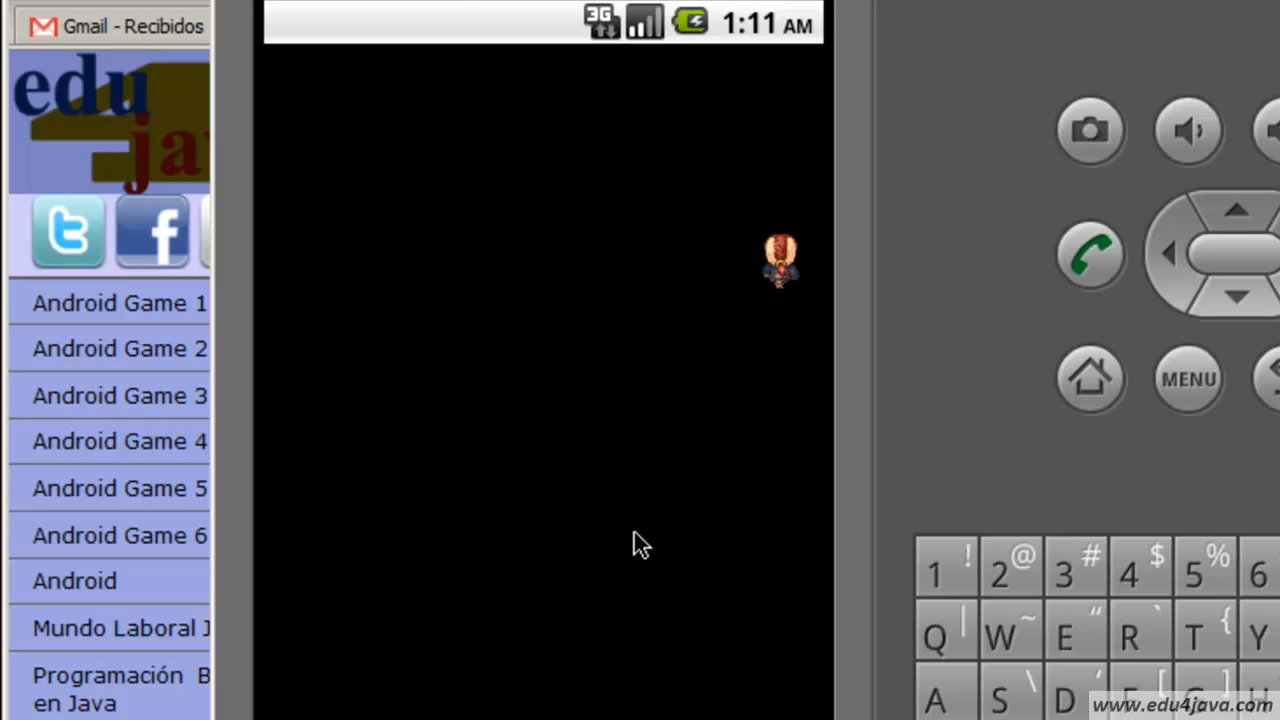 Gmail - Recibidos
3G
1:11 AM
edu
4
ja
Android Game 1
Android Game 2
Android Game 3
Android Game 4
Android Game 5
Android Game 6
Android
Mundo Laboral J
Programación B
en Java
MENU
1 ! 2 @ 3 # 4 $ 5 % 6
Q | W ~ E “ R ` T { Y
A S \ D ‘ F [ G ] H
www.edu4java.com